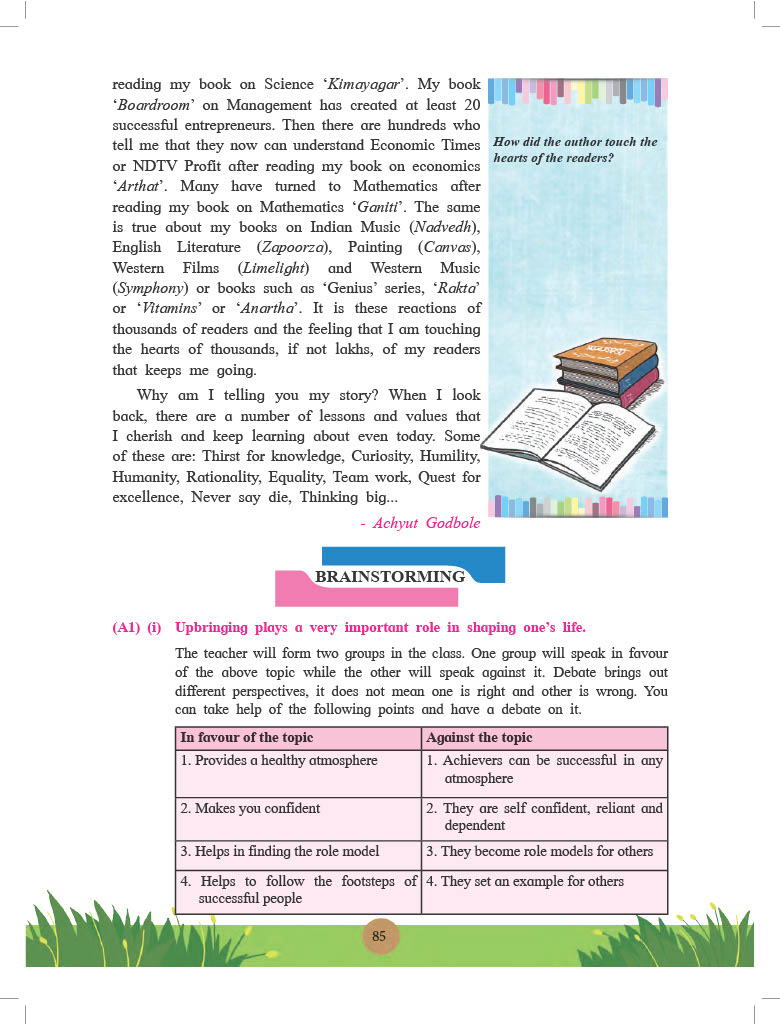 reading my book on Science ‘Kimayagar’. My book
‘Boardroom’ on Management has created at least 20
successful entrepreneurs. Then there are hundreds who
tell me that they now can understand Economic Times
or NDTV Profit after reading my book on economics
‘Arthat’. Many have turned to Mathematics after
reading my book on Mathematics ‘Ganiti’. The same
is true about my books on Indian Music (Nadvedh),
English Literature (Zapoorza), Painting (Canvas),
Western Films (Limelight) and Western Music
(Symphony) or books such as ‘Genius’ series, ‘Rakta’
or ‘Vitamins’ or ‘Anartha’. It is these reactions of
thousands of readers and the feeling that I am touching
the hearts of thousands, if not lakhs, of my readers
that keeps me going.
Why am I telling you my story? When I look
back, there are a number of lessons and values that
I cherish and keep learning about even today. Some
of these are: Thirst for knowledge, Curiosity, Humility,
Humanity, Rationality, Equality, Team work, Quest for
excellence, Never say die, Thinking big...
- Achyut Godbole
How did the author touch the
hearts of the readers?
BRAINSTORMING
(A1) (i) Upbringing plays a very important role in shaping one’s life.
The teacher will form two groups in the class. One group will speak in favour
of the above topic while the other will speak against it. Debate brings out
different perspectives, it does not mean one is right and other is wrong. You
can take help of the following points and have a debate on it.
In favour of the topic
Against the topic
1. Provides a healthy atmosphere
1. Achievers can be successful in any
atmosphere
2. Makes you confident
2. They are self confident, reliant and
dependent
3. Helps in finding the role model
3. They become role models for others
4. Helps to follow the footsteps of
successful people
4. They set an example for others
85